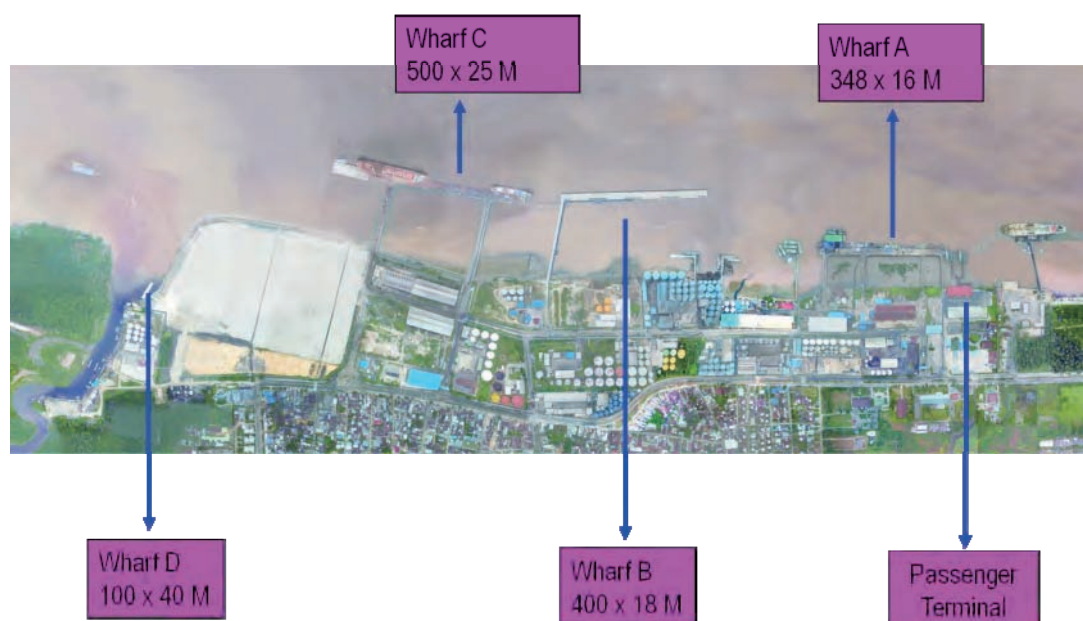 Wharf C
500 x 25 M
Wharf A
348 x 16 M
Wharf D
100 x 40 M
Wharf B
400 x 18 M
Passenger
Terminal